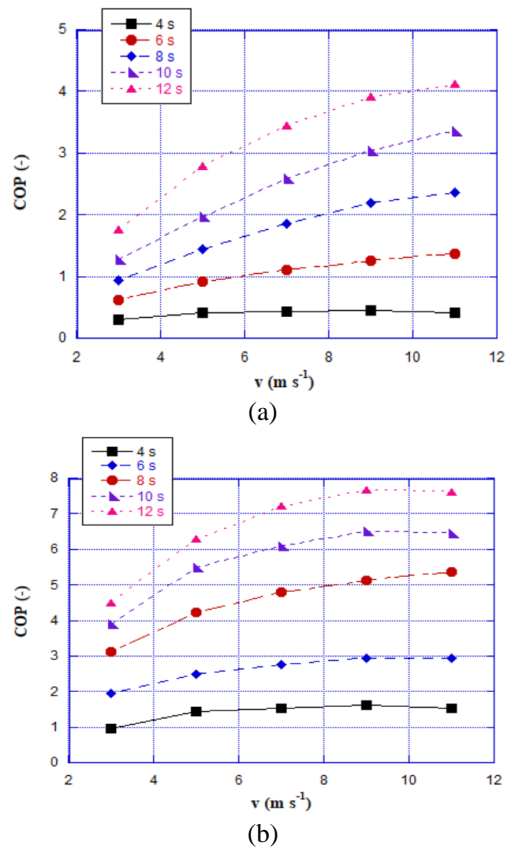 4 s
6 s
8 s
10 s
12 s
5
4
3
2
1
0
COP (-)
2 4 6 8 10 12
v (m s⁻¹)
(a)
4 s
6 s
8 s
10 s
12 s
8
7
6
5
4
3
2
1
0
COP (-)
2 4 6 8 10 12
v (m s⁻¹)
(b)